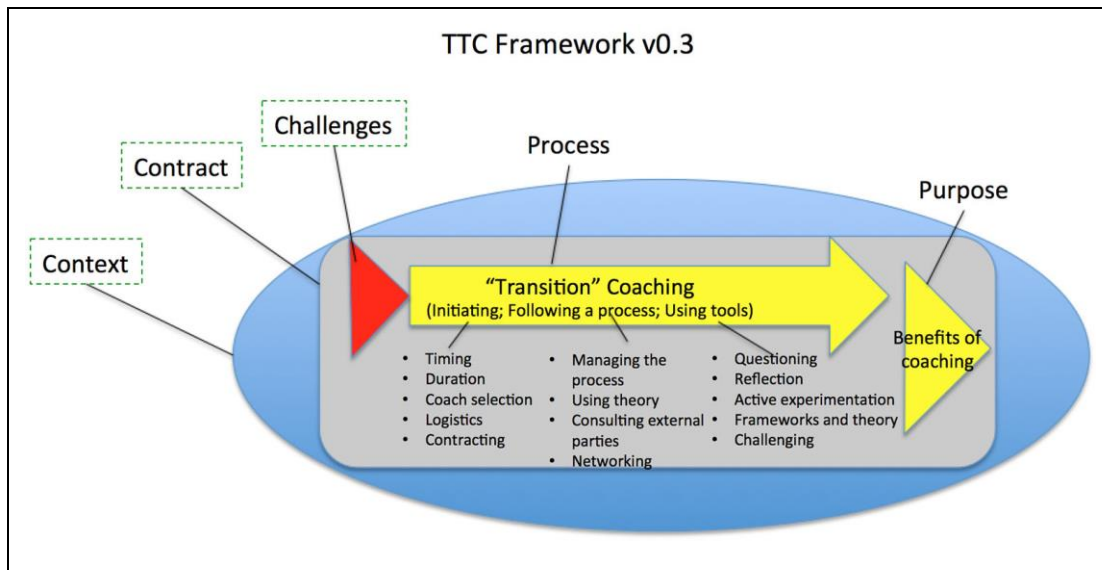 TTC Framework v0.3
Challenges
Process
Contract
Purpose
Context
“Transition” Coaching
(Initiating; Following a process; Using tools)
Benefits of
coaching
• Timing
• Duration
• Coach selection
• Logistics
• Contracting
• Managing the
process
• Using theory
• Consulting external
parties
• Networking
• Questioning
• Reflection
• Active experimentation
• Frameworks and theory
• Challenging